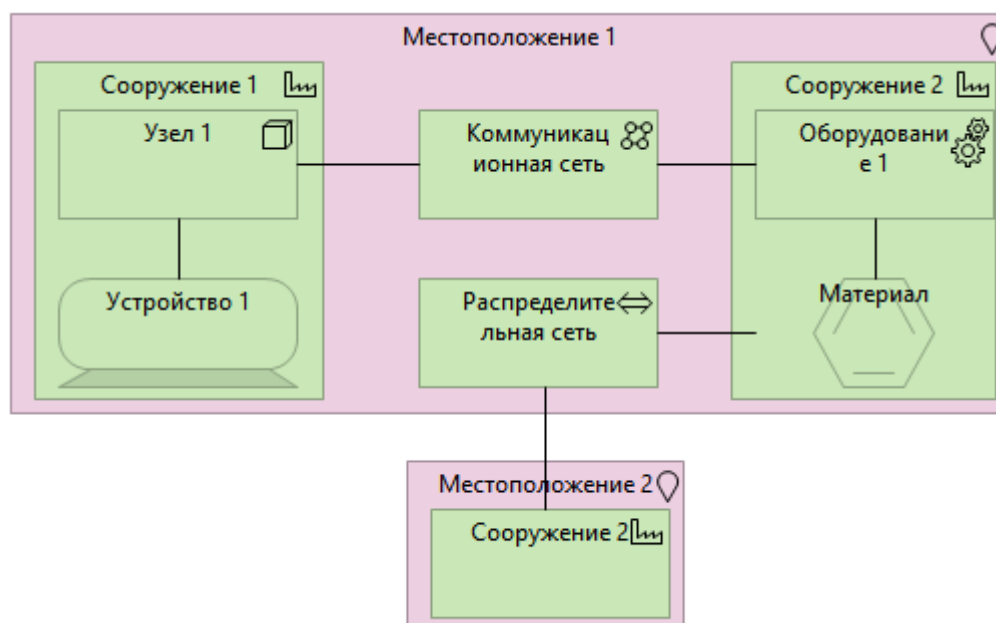 Местоположение 1
Сооружение 1
Сооружение 2
Узел 1
Коммуникац
ионная сеть
Оборудовани
е 1
Устройство 1
Распределите
льная сеть
Материал
Местоположение 2
Сооружение 2